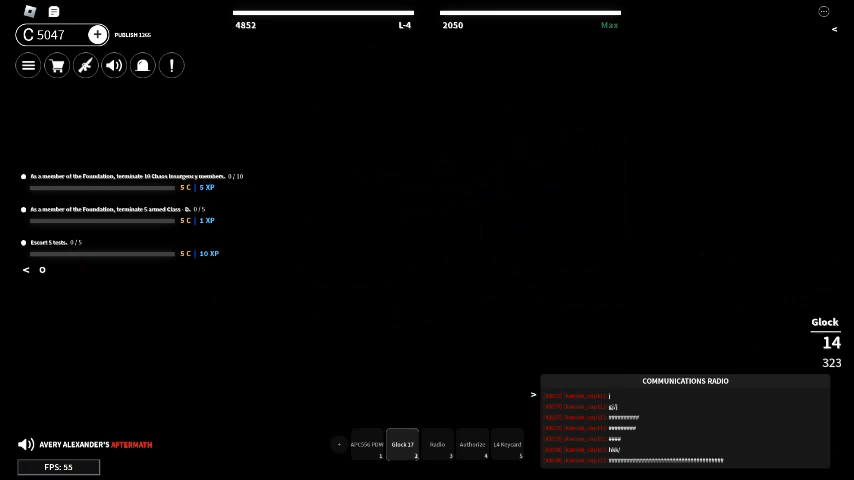 4852 L-4 2050 Max
C 5047 + PUBLISH 1265
<
!
As a member of the Foundation, terminate 10 Chaos Insurgency members. 0 / 10
5 C | 5 XP
As a member of the Foundation, terminate 5 armed Class - D. 0 / 5
5 C | 1 XP
Escort 5 tests. 0 / 5
5 C | 10 XP
< O
Glock
14
323
COMMUNICATIONS RADIO
> j
gj/j
##########
#########
####
hkk/
######################################
AVERY ALEXANDER'S AFTERMATH
+ APC556 PDW 1 Glock 17 2 Radio 3 Authorize 4 L4 Keycard 5
FPS: 55